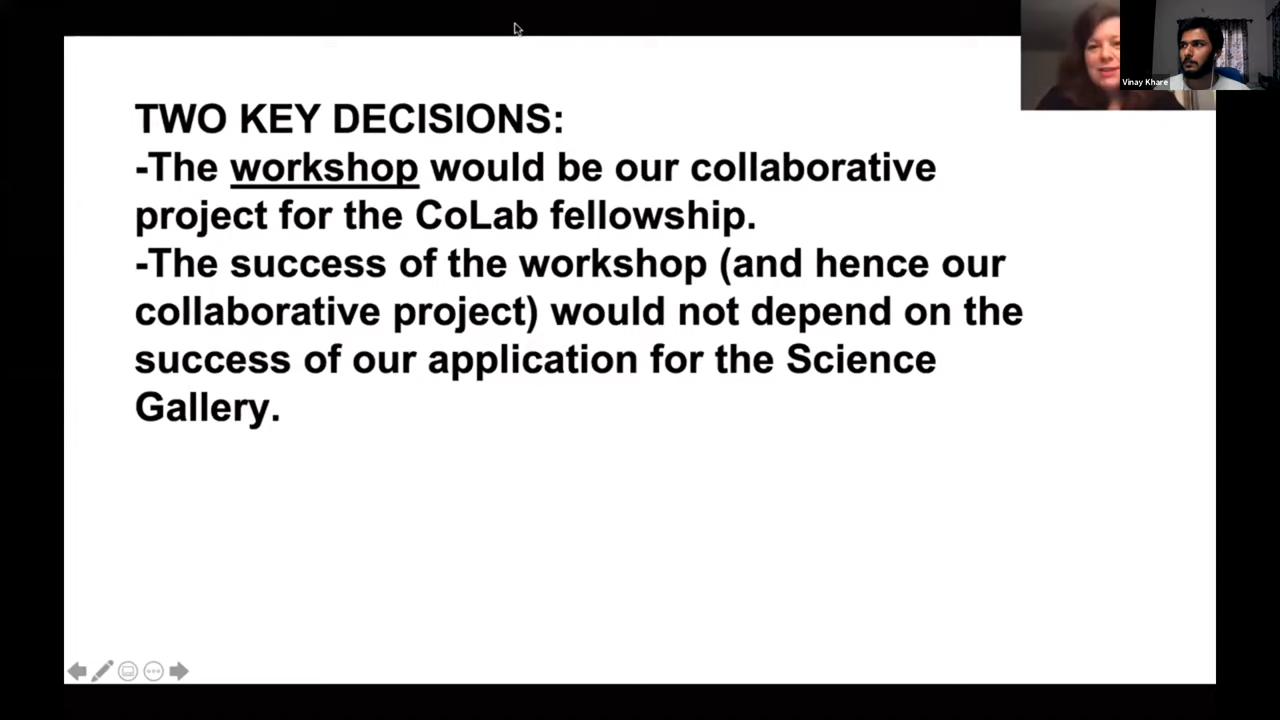 TWO KEY DECISIONS:
-The workshop would be our collaborative
project for the CoLab fellowship.
-The success of the workshop (and hence our
collaborative project) would not depend on the
success of our application for the Science
Gallery.
Vinay Khare